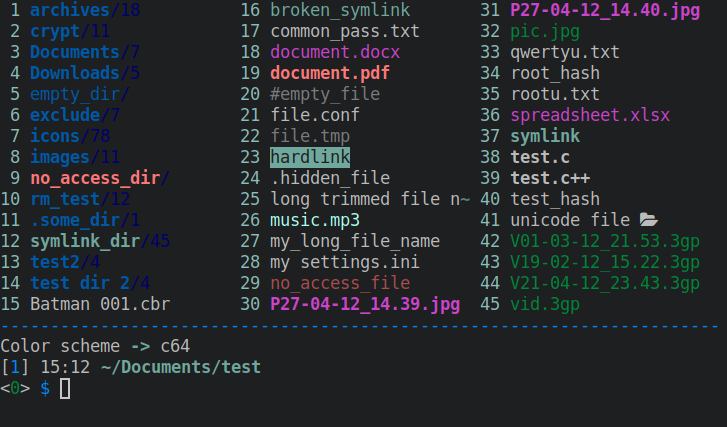 1 archives/18 16 broken_symlink 31 P27-04-12_14.40.jpg
2 crypt/11 17 common_pass.txt 32 pic.jpg
3 Documents/7 18 document.docx 33 qwertyu.txt
4 Downloads/5 19 document.pdf 34 root_hash
5 empty_dir/ 20 #empty_file 35 rootu.txt
6 exclude/7 21 file.conf 36 spreadsheet.xlsx
7 icons/78 22 file.tmp 37 symlink
8 images/11 23 hardlink 38 test.c
9 no_access_dir/ 24 .hidden_file 39 test.c++
10 rm_test/12 25 long trimmed file n~ 40 test_hash
11 .some_dir/1 26 music.mp3 41 unicode file
12 symlink_dir/45 27 my_long_file_name 42 V01-03-12_21.53.3gp
13 test2/4 28 my settings.ini 43 V19-02-12_15.22.3gp
14 test dir 2/4 29 no_access_file 44 V21-04-12_23.43.3gp
15 Batman 001.cbr 30 P27-04-12_14.39.jpg 45 vid.3gp
------------------------------------------------------------------------
Color scheme -> c64
[1] 15:12 ~/Documents/test
<0> $